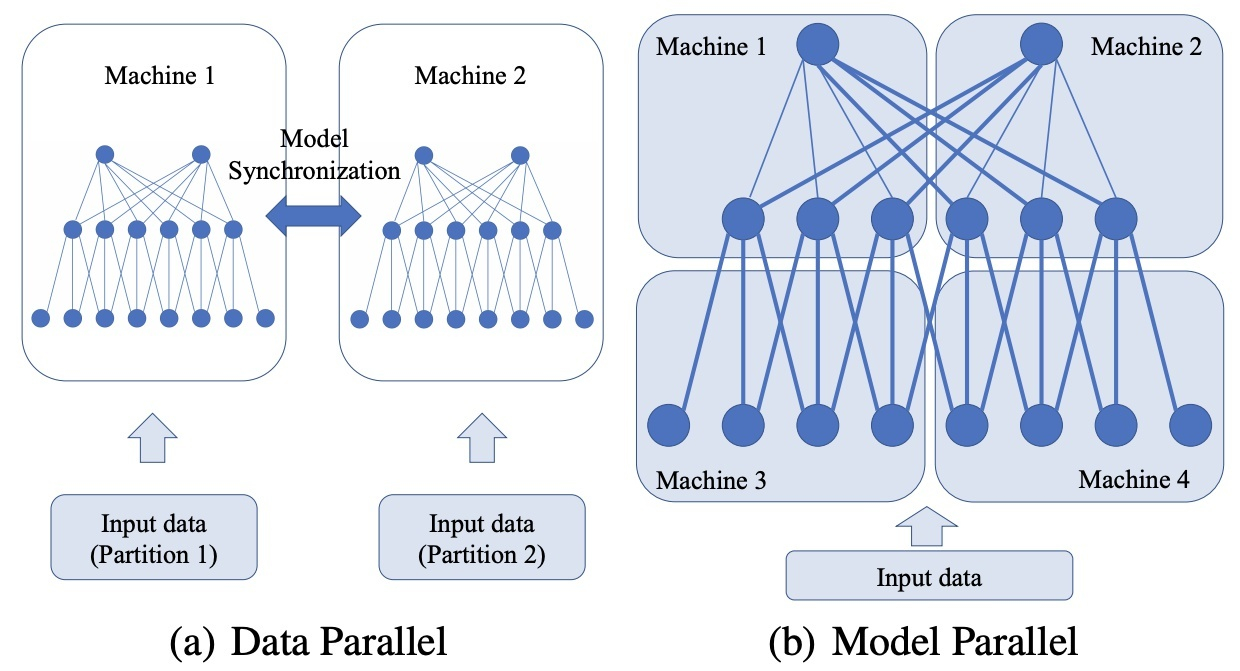 Machine 1
Machine 2
Model
Synchronization
Input data
(Partition 1)
Input data
(Partition 2)
(a) Data Parallel
Machine 1
Machine 2
Machine 3
Machine 4
Input data
(b) Model Parallel